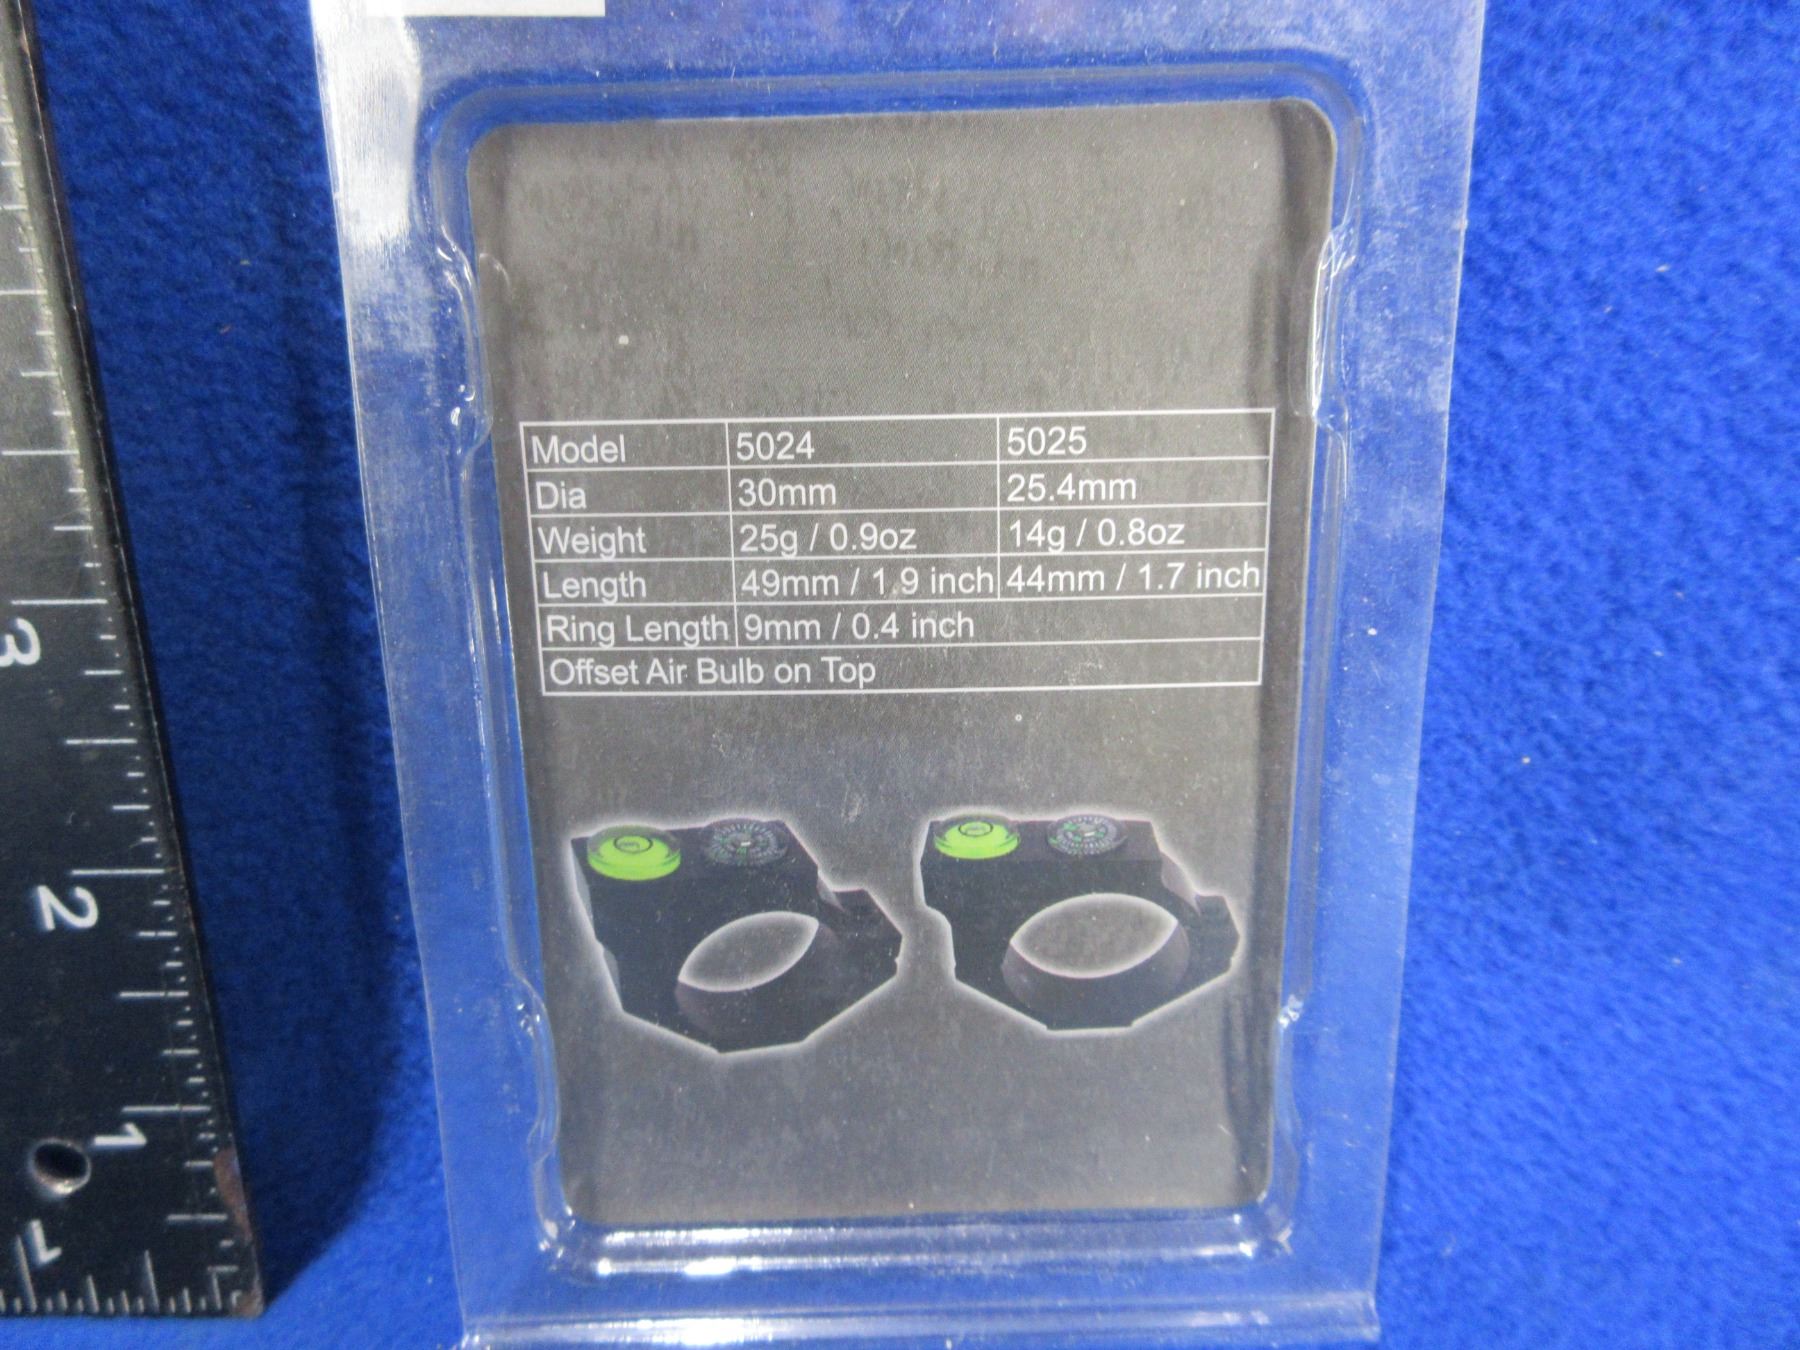 Model 5024 5025
Dia 30mm 25.4mm
Weight 25g / 0.9oz 14g / 0.8oz
Length 49mm / 1.9 inch 44mm / 1.7 inch
Ring Length 9mm / 0.4 inch
Offset Air Bulb on Top
3
2
1
1